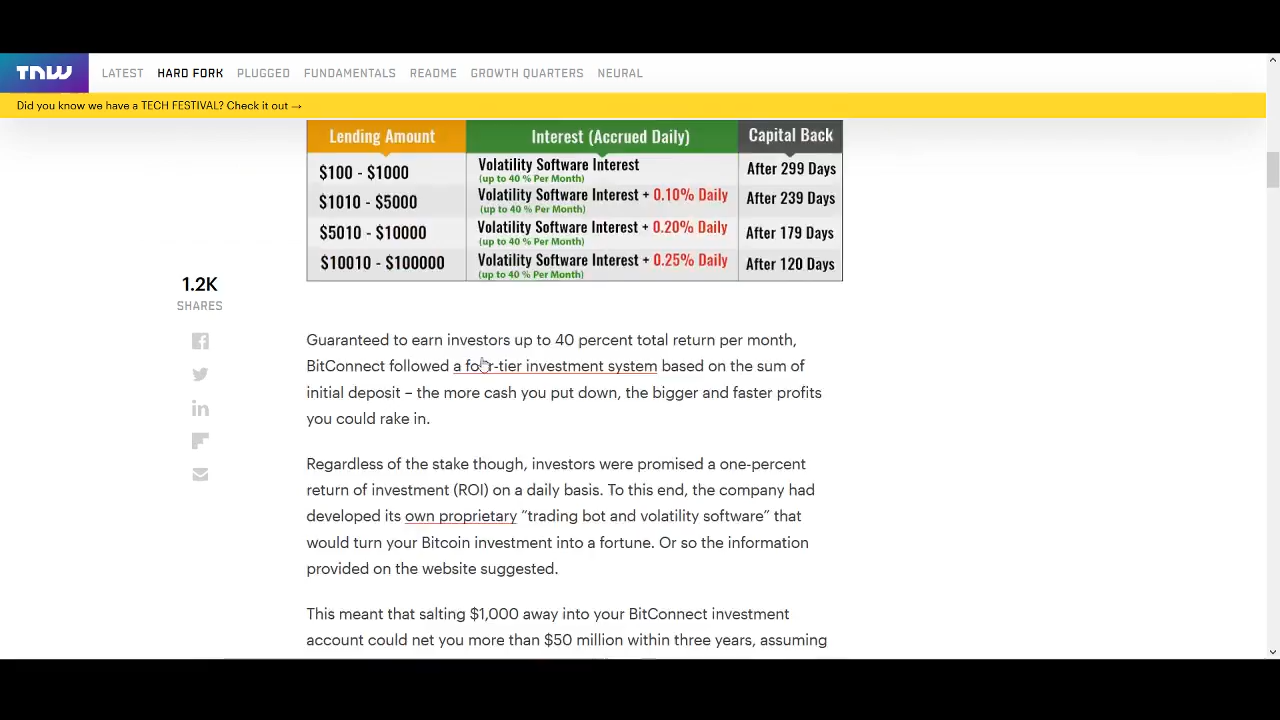 TNW LATEST HARD FORK PLUGGED FUNDAMENTALS README GROWTH QUARTERS NEURAL
Did you know we have a TECH FESTIVAL? Check it out →
Lending Amount Interest (Accrued Daily) Capital Back
$100 - $1000 Volatility Software Interest After 299 Days
(up to 40 % Per Month)
$1010 - $5000 Volatility Software Interest + 0.10% Daily After 239 Days
(up to 40 % Per Month)
$5010 - $10000 Volatility Software Interest + 0.20% Daily After 179 Days
(up to 40 % Per Month)
$10010 - $100000 Volatility Software Interest + 0.25% Daily After 120 Days
(up to 40 % Per Month)
1.2K
SHARES
Guaranteed to earn investors up to 40 percent total return per month,
BitConnect followed a four-tier investment system based on the sum of
initial deposit – the more cash you put down, the bigger and faster profits
you could rake in.
Regardless of the stake though, investors were promised a one-percent
return of investment (ROI) on a daily basis. To this end, the company had
developed its own proprietary “trading bot and volatility software” that
would turn your Bitcoin investment into a fortune. Or so the information
provided on the website suggested.
This meant that salting $1,000 away into your BitConnect investment
account could net you more than $50 million within three years, assuming